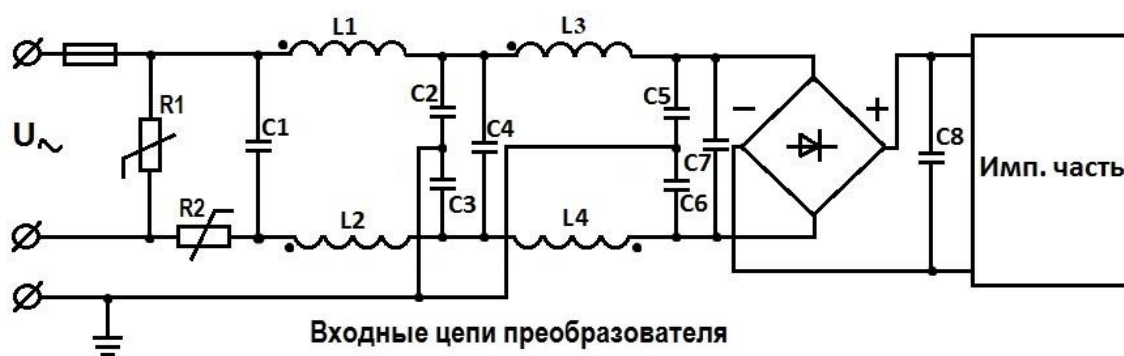 L1
L3
R1
C1
C2
C4
C5
C7
−
+
C8
Имп. часть
U~
R2
C3
C6
L2
L4
Входные цепи преобразователя